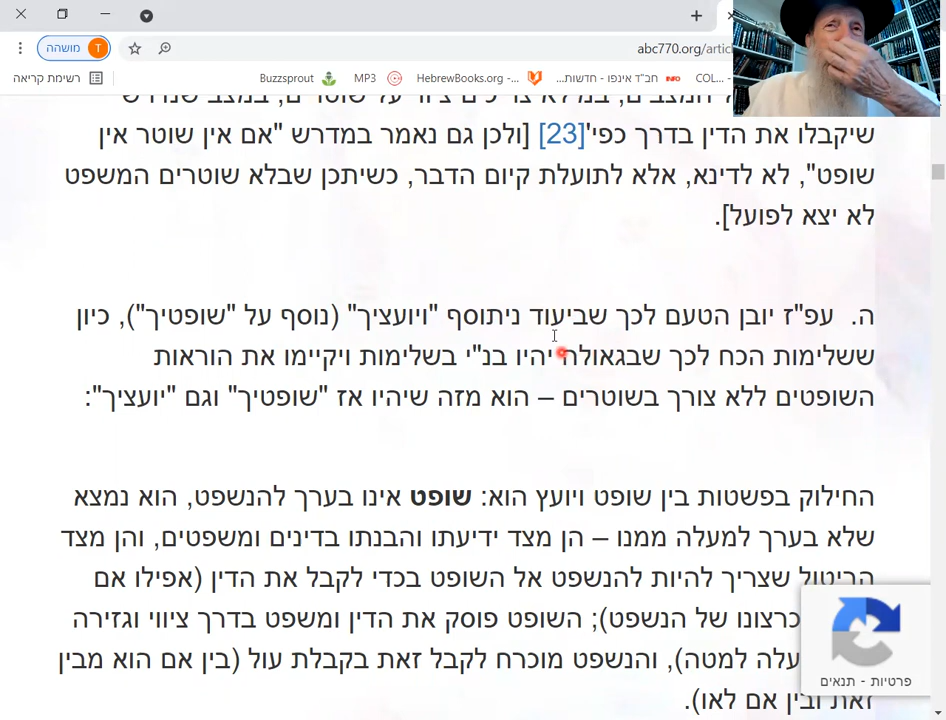 מושהה
abc770.org/artic
רשימת קריאה
Buzzsprout
MP3
HebrewBooks.org -...
חב"ד אינפו - חדשות...
COL...
שיקבלו את הדין בדרך כפי'[23] [ולכן גם נאמר במדרש "אם אין שוטר אין
שופט", לא לדינא, אלא לתועלת קיום הדבר, כשיתכן שבלא שוטרים המשפט
לא יצא לפועל].
ה. עפ"ז יובן הטעם לכך שביעוד ניתוסף "ויועציך" (נוסף על "שופטיך"), כיון
ששלימות הכח לכך שבגאולה יהיו בנ"י בשלימות ויקיימו את הוראות
השופטים ללא צורך בשוטרים – הוא מזה שיהיו אז "שופטיך" וגם "יועציך":
החילוק בפשטות בין שופט ויועץ הוא: שופט אינו בערך להנשפט, הוא נמצא
שלא בערך למעלה ממנו – הן מצד ידיעתו והבנתו בדינים ומשפטים, והן מצד
הביטול שצריך להיות להנשפט אל השופט בכדי לקבל את הדין (אפילו אם
כרצונו של הנשפט); השופט פוסק את הדין ומשפט בדרך ציווי וגזירה
עלה למטה), והנשפט מוכרח לקבל זאת בקבלת עול (בין אם הוא מבין
זאת ובין אם לאו).
פרטיות - תנאים